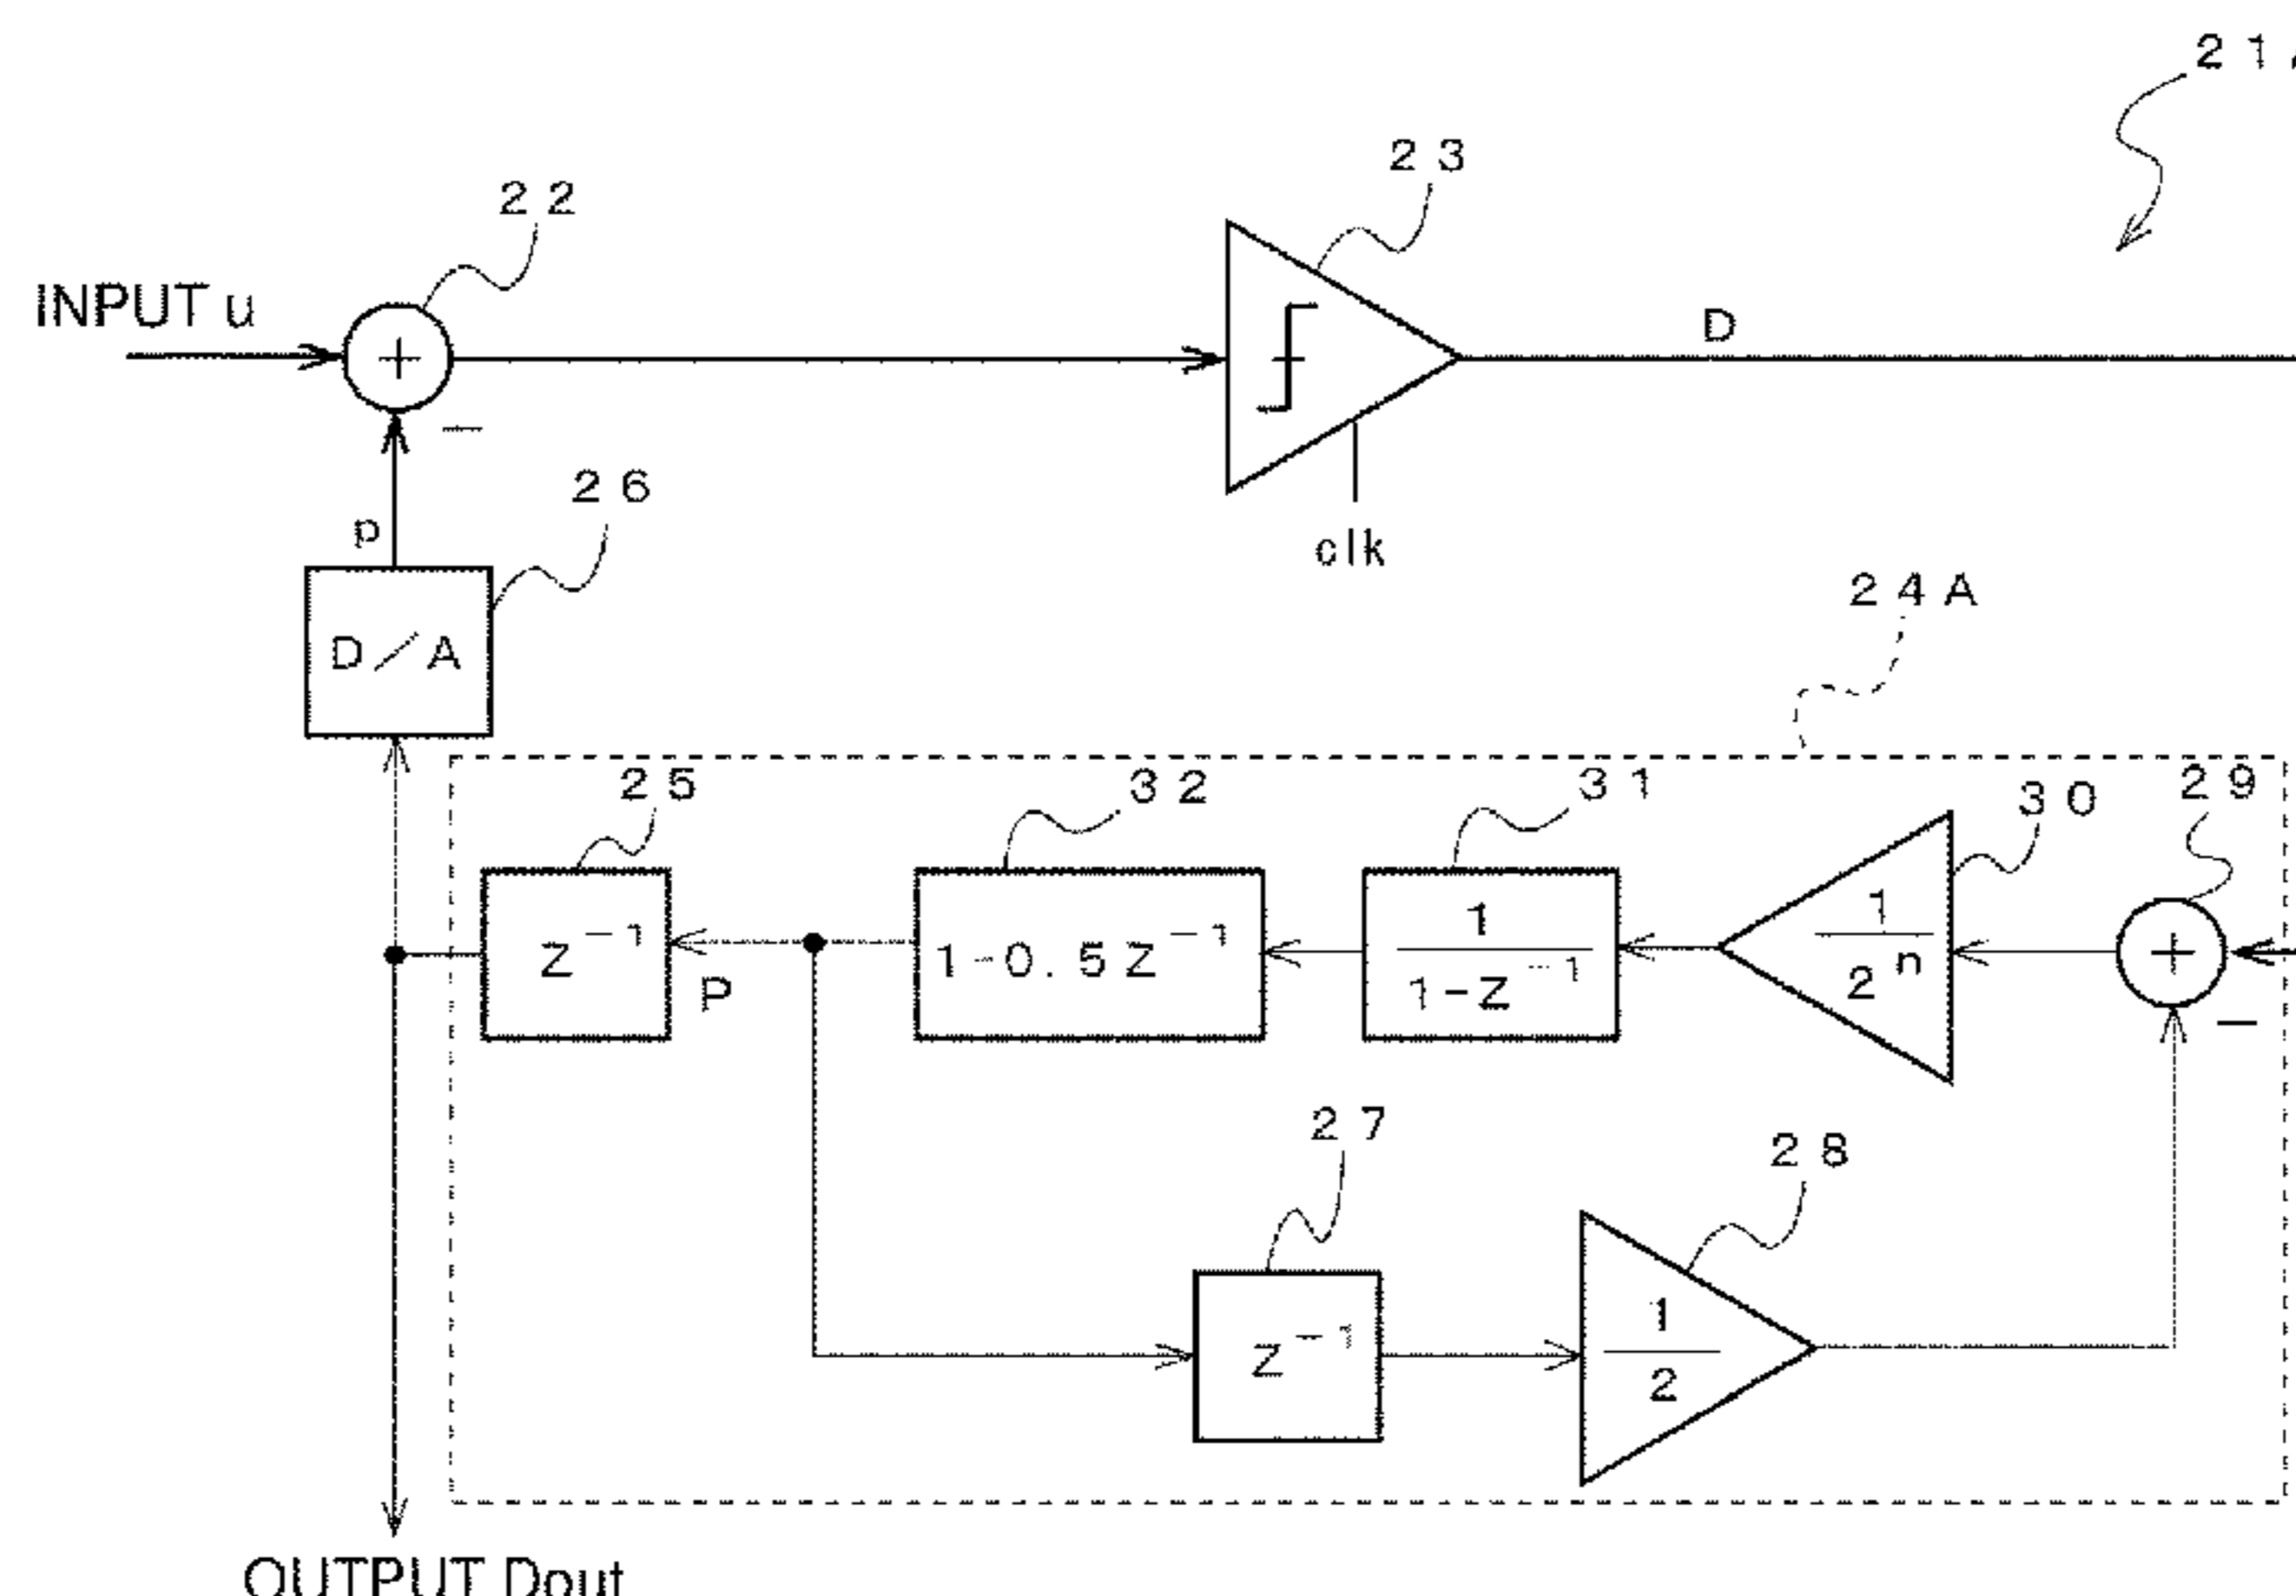 21
22
23
INPUT u
+
D
−
26
p
clk
D/A
24A
25
32
31
30
29
Z⁻¹
P
1-0.5Z⁻¹
1
1-Z⁻¹
1
2ⁿ
+
−
27
28
Z⁻¹
1
2
OUTPUT Dout